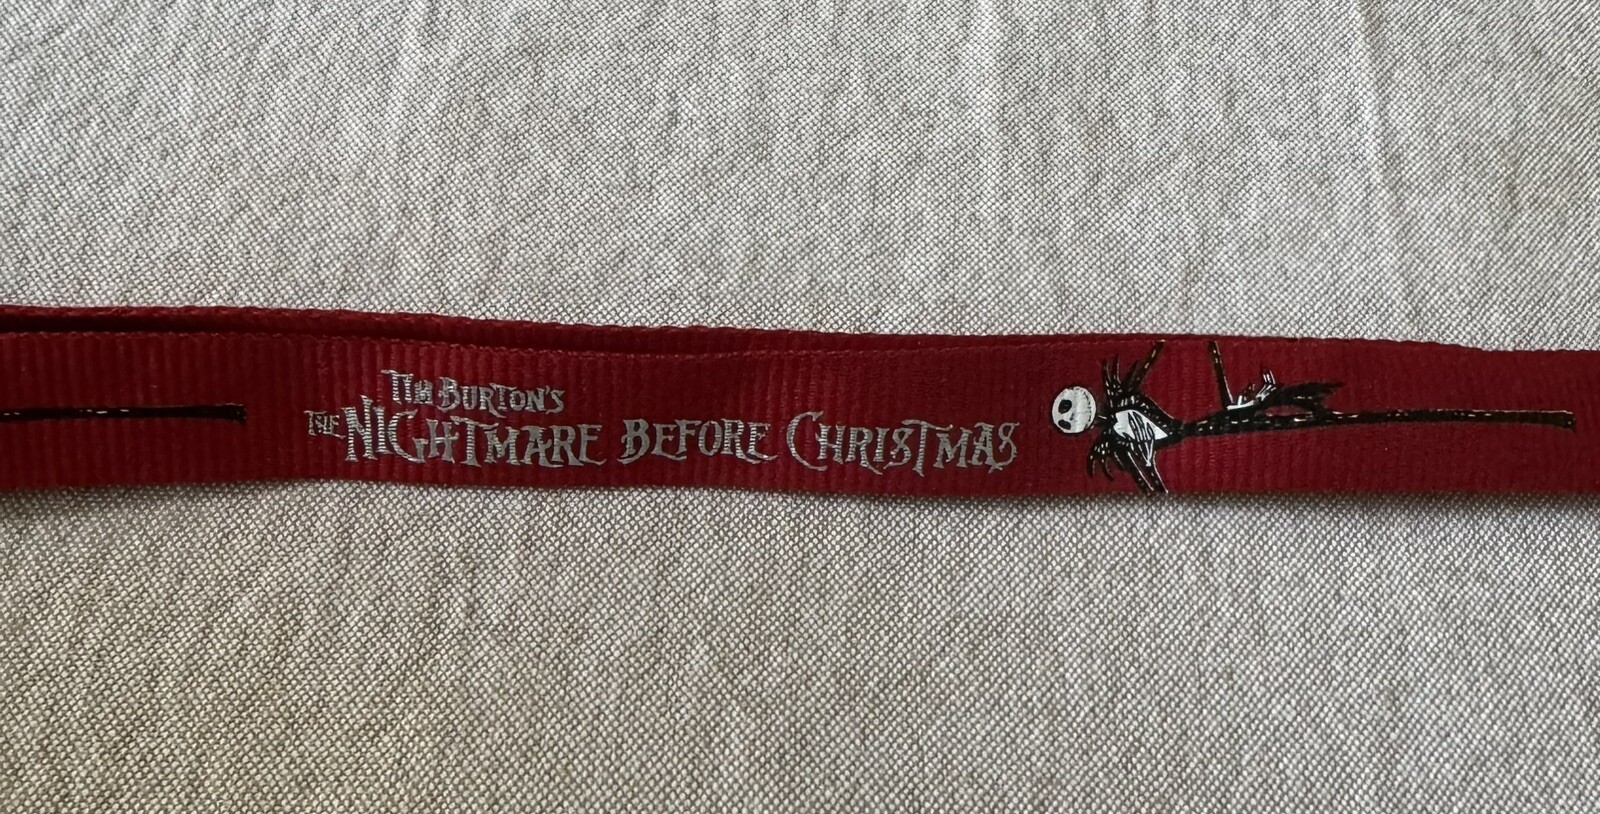 Tim Burton's
The Nightmare Before Christmas